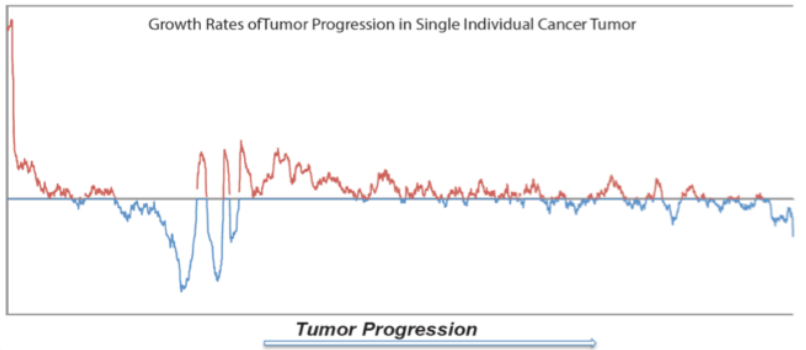 Growth Rates ofTumor Progression in Single Individual Cancer Tumor
Tumor Progression